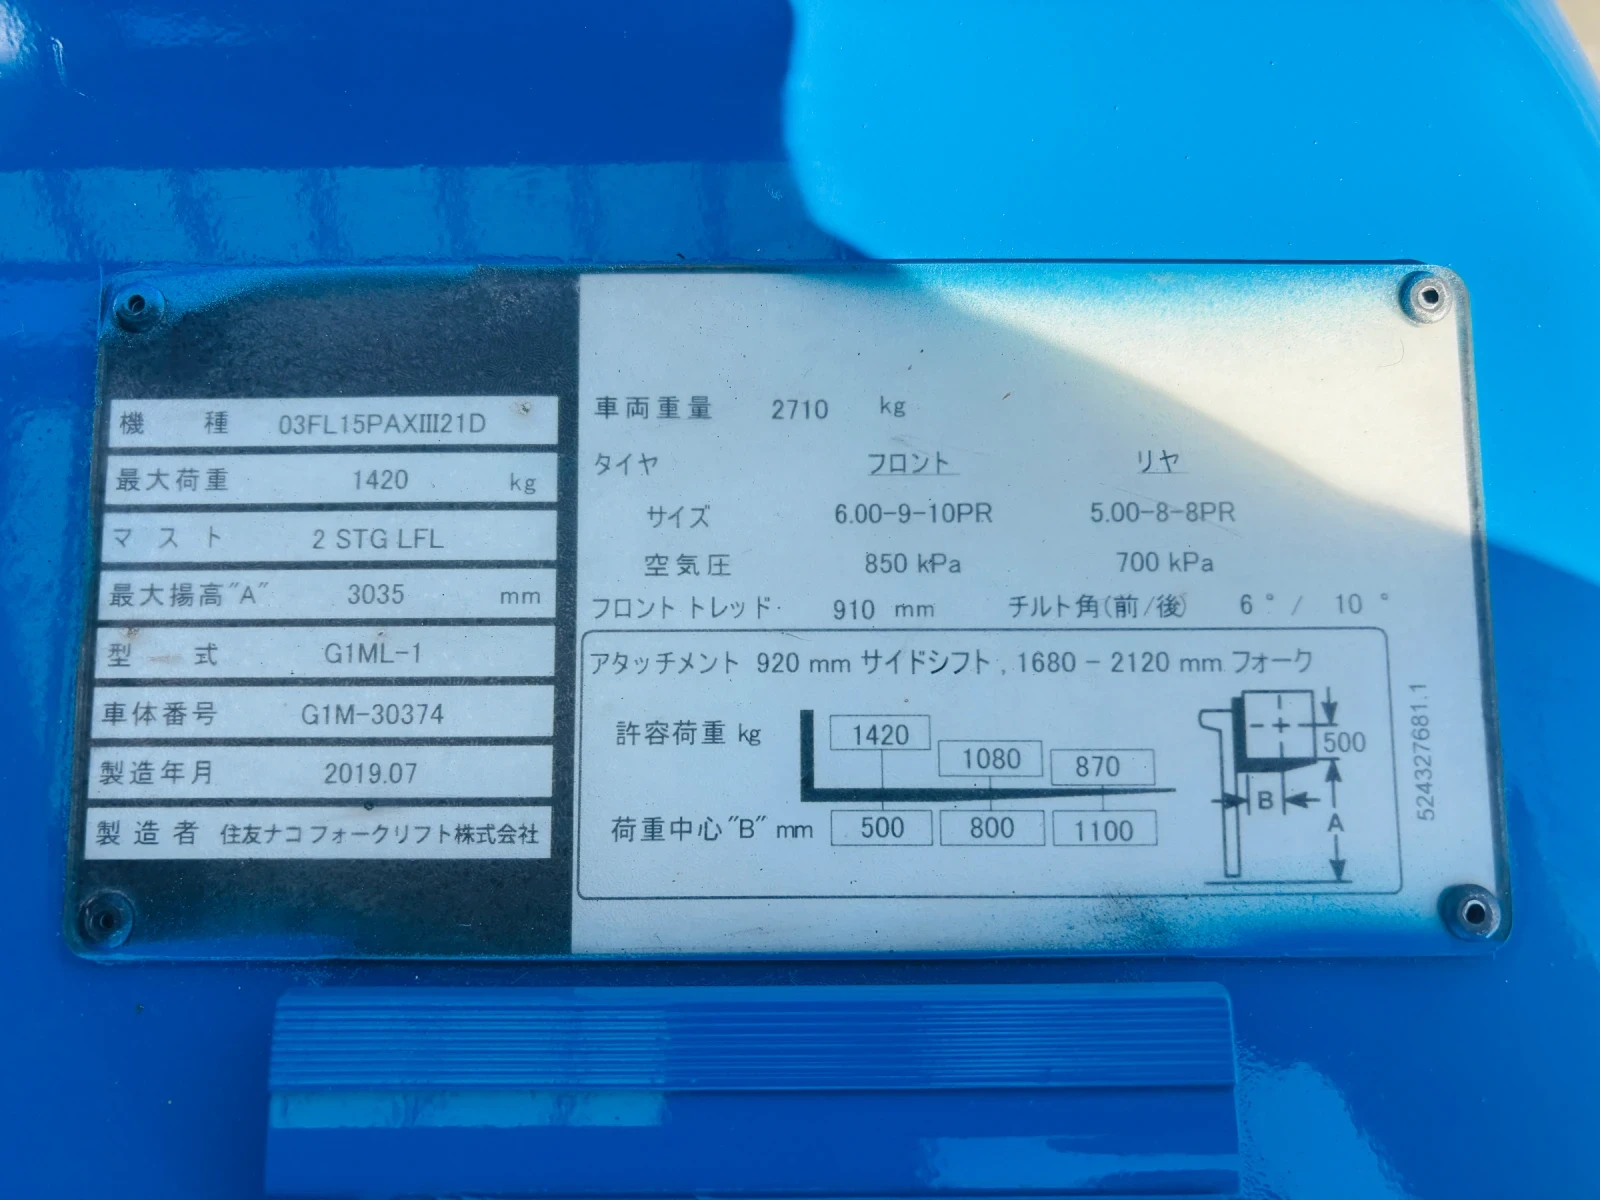 機種 03FL15PAXIII21D
最大荷重 1420 kg
マスト 2 STG LFL
最大揚高"A" 3035 mm
型式 G1ML-1
車体番号 G1M-30374
製造年月 2019.07
製造者 住友ナコ フォークリフト株式会社
車両重量 2710 kg
タイヤ フロント リヤ
サイズ 6.00-9-10PR 5.00-8-8PR
空気圧 850 kPa 700 kPa
フロント トレッド 910 mm チルト角(前/後) 6° / 10°
アタッチメント 920 mm サイドシフト, 1680 - 2120 mm フォーク
許容荷重 kg 1420 1080 870
荷重中心"B" mm 500 800 1100
500
B
A
524327681.1